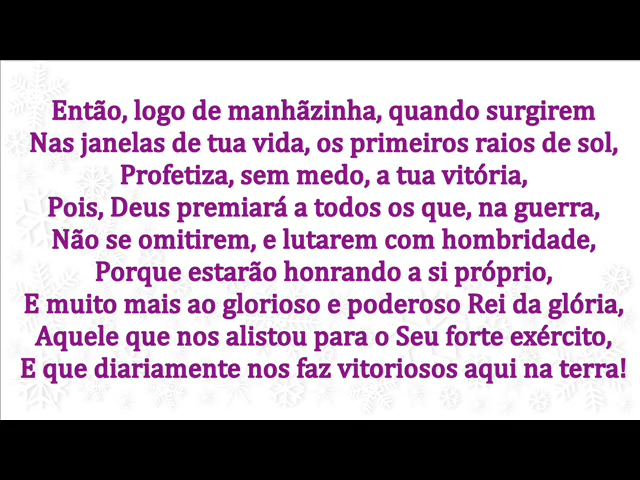 Então, logo de manhãzinha, quando surgirem
Nas janelas de tua vida, os primeiros raios de sol,
Profetiza, sem medo, a tua vitória,
Pois, Deus premiará a todos os que, na guerra,
Não se omitirem, e lutarem com hombridade,
Porque estarão honrando a si próprio,
E muito mais ao glorioso e poderoso Rei da glória,
Aquele que nos alistou para o Seu forte exército,
E que diariamente nos faz vitoriosos aqui na terra!